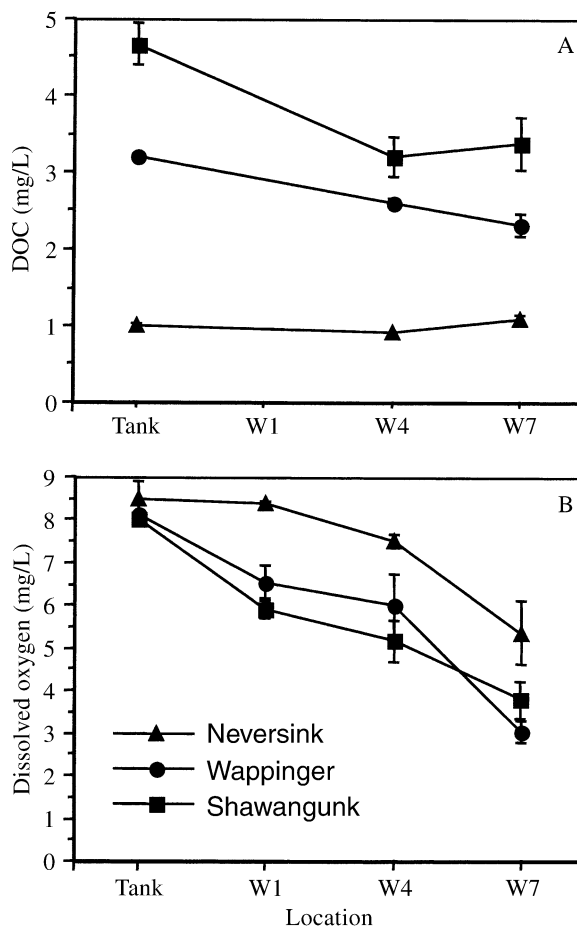 5
A
4
3
2
1
0
DOC (mg/L)
Tank W1 W4 W7
9
B
8
7
6
5
4
3
2
1
0
Dissolved oxygen (mg/L)
Neversink
Wappinger
Shawangunk
Tank W1 W4 W7
Location